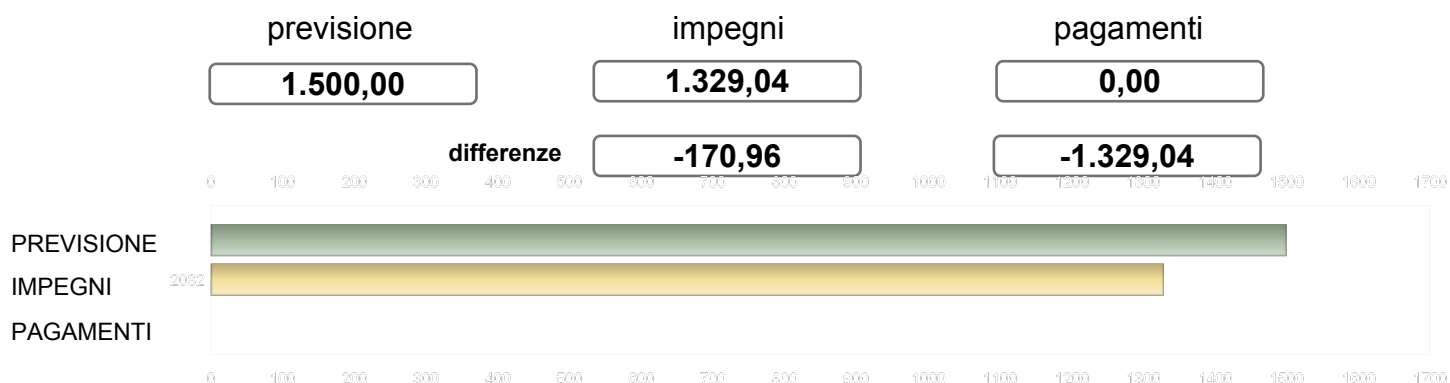 previsione impegni pagamenti
1.500,00 1.329,04 0,00
differenze -170,96 -1.329,04
0 100 200 300 400 500 600 700 800 900 1000 1100 1200 1300 1400 1500 1600 1700
PREVISIONE
2082
IMPEGNI
PAGAMENTI
0 100 200 300 400 500 600 700 800 900 1000 1100 1200 1300 1400 1500 1600 1700